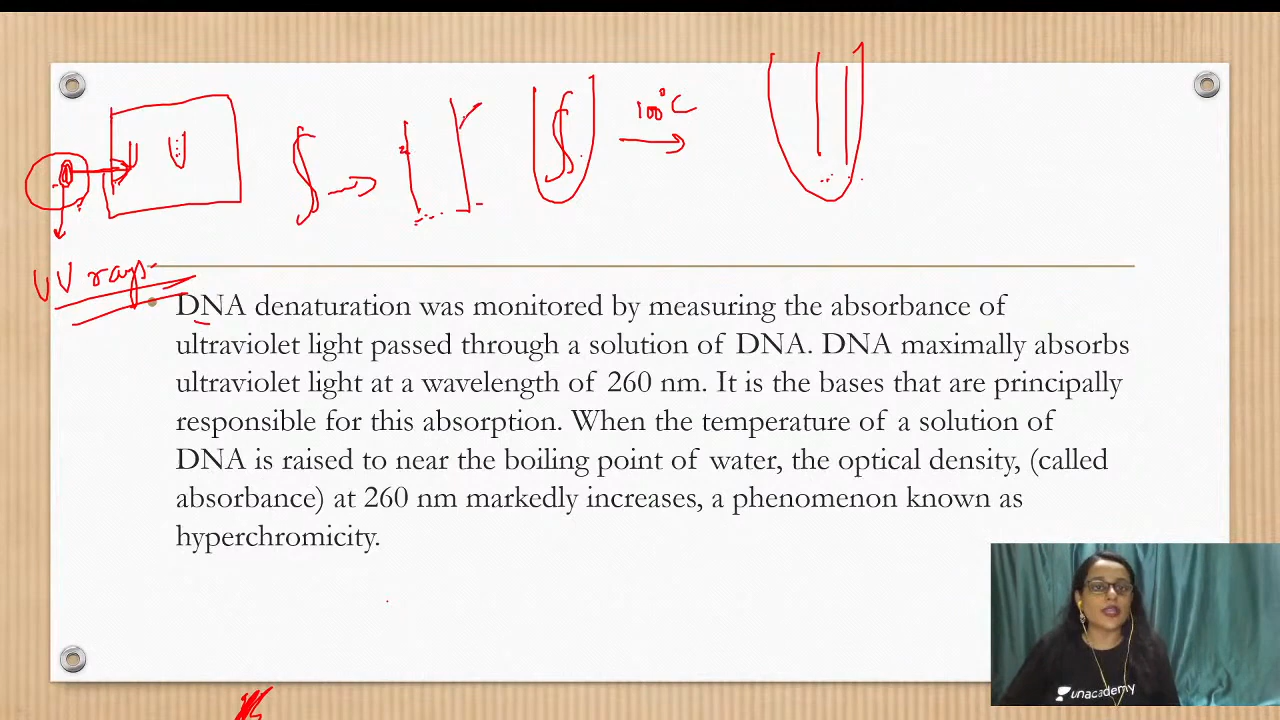 100°C
UV rays
DNA denaturation was monitored by measuring the absorbance of
ultraviolet light passed through a solution of DNA. DNA maximally absorbs
ultraviolet light at a wavelength of 260 nm. It is the bases that are principally
responsible for this absorption. When the temperature of a solution of
DNA is raised to near the boiling point of water, the optical density, (called
absorbance) at 260 nm markedly increases, a phenomenon known as
hyperchromicity.
unacademy